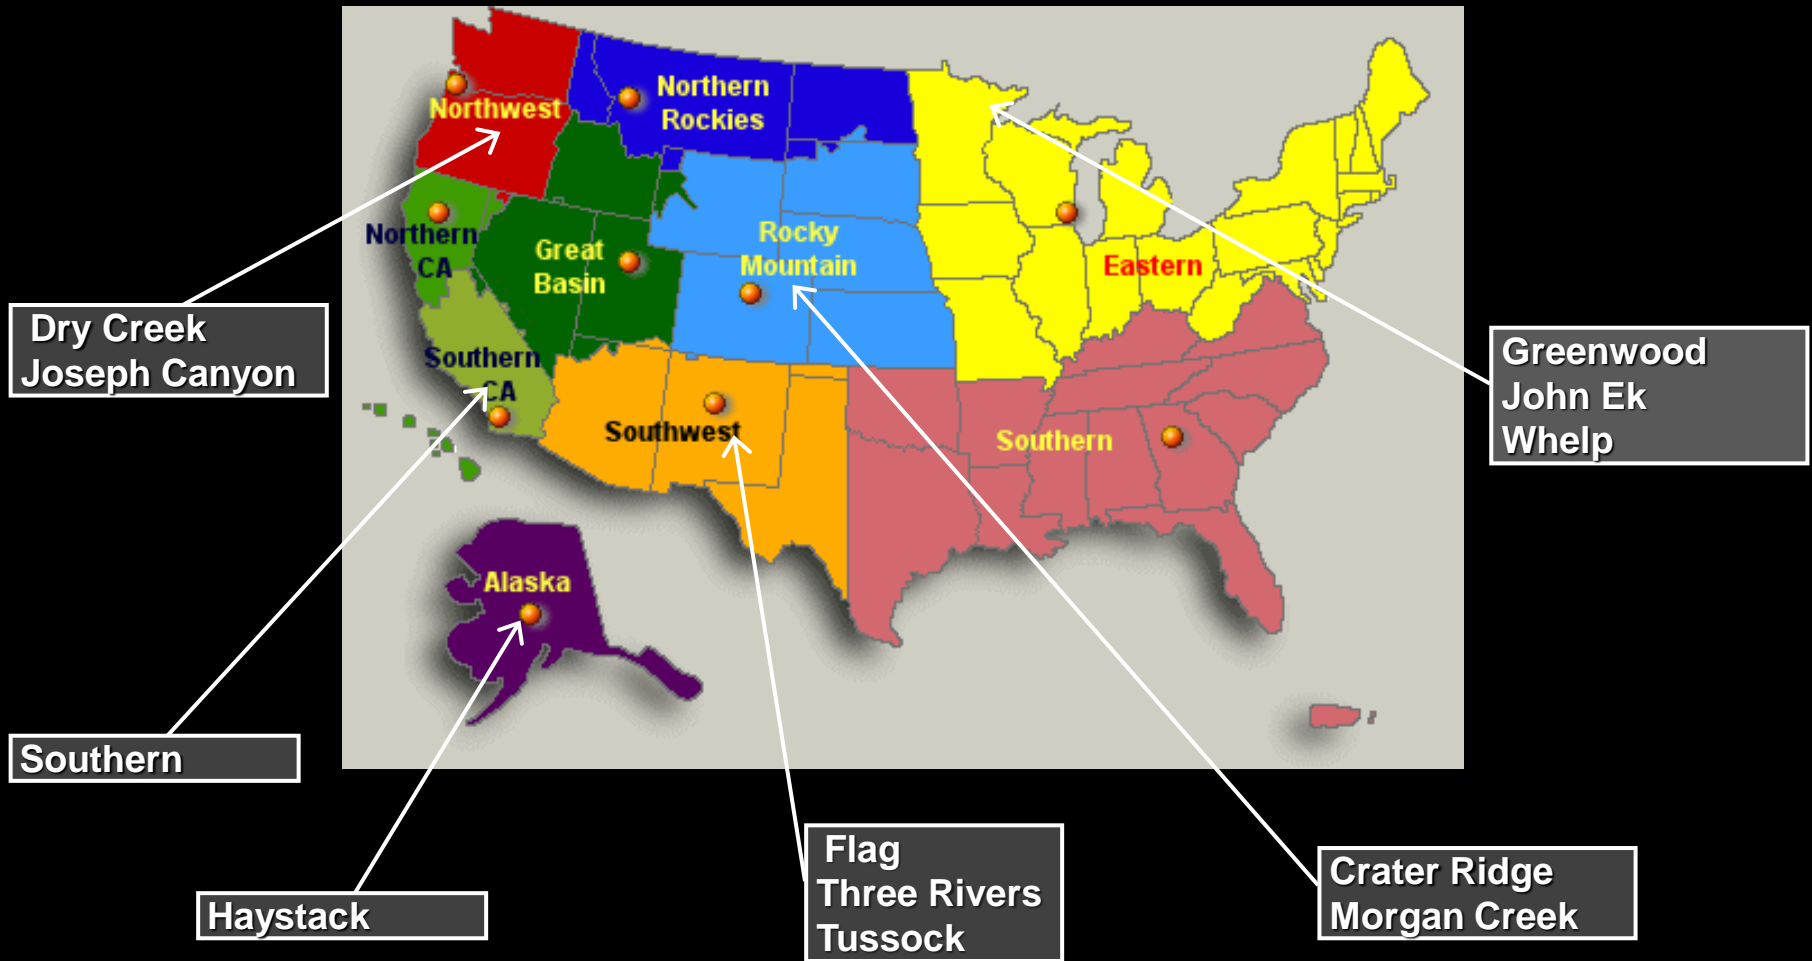 Northern
Rockies
Northwest
Northern
CA
Great
Basin
Rocky
Mountain
Eastern
Dry Creek
Joseph Canyon
Southern
CA
Greenwood
John Ek
Whelp
Southwest
Southern
Alaska
Southern
Flag
Three Rivers
Tussock
Crater Ridge
Morgan Creek
Haystack